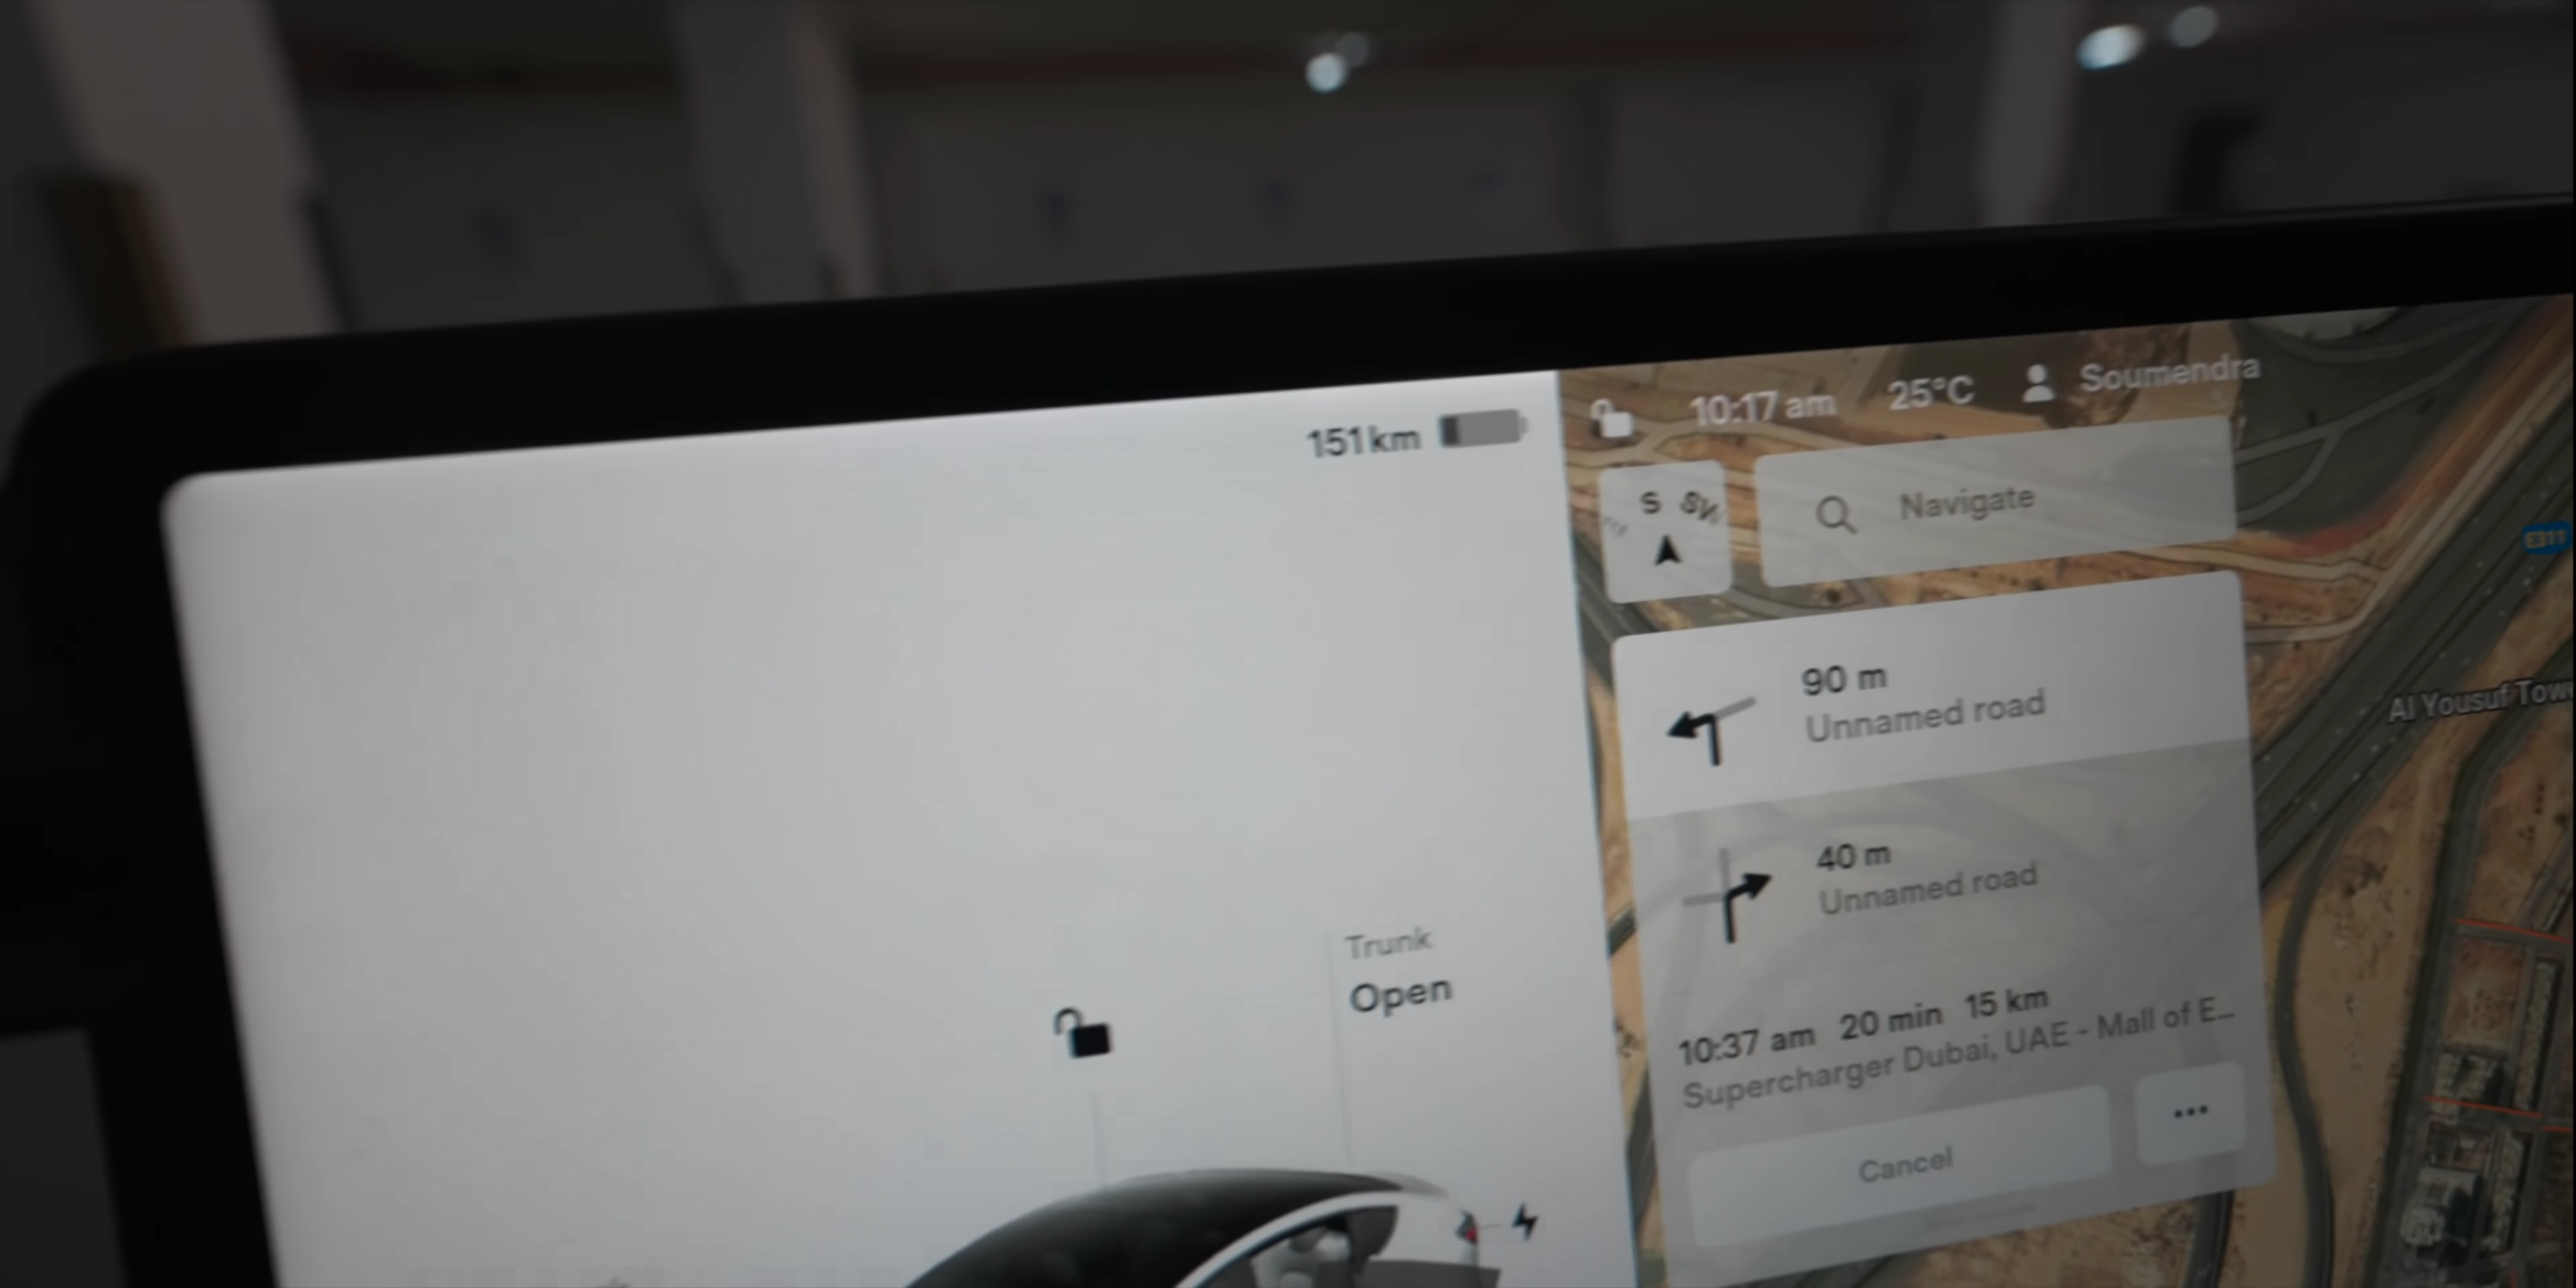 151 km
10:17 am 25°C Soumendra
S SW
Navigate
E311
90 m
Unnamed road
Al Yousuf Tow
40 m
Unnamed road
Trunk
Open
10:37 am 20 min 15 km
Supercharger Dubai, UAE - Mall of E...
Cancel